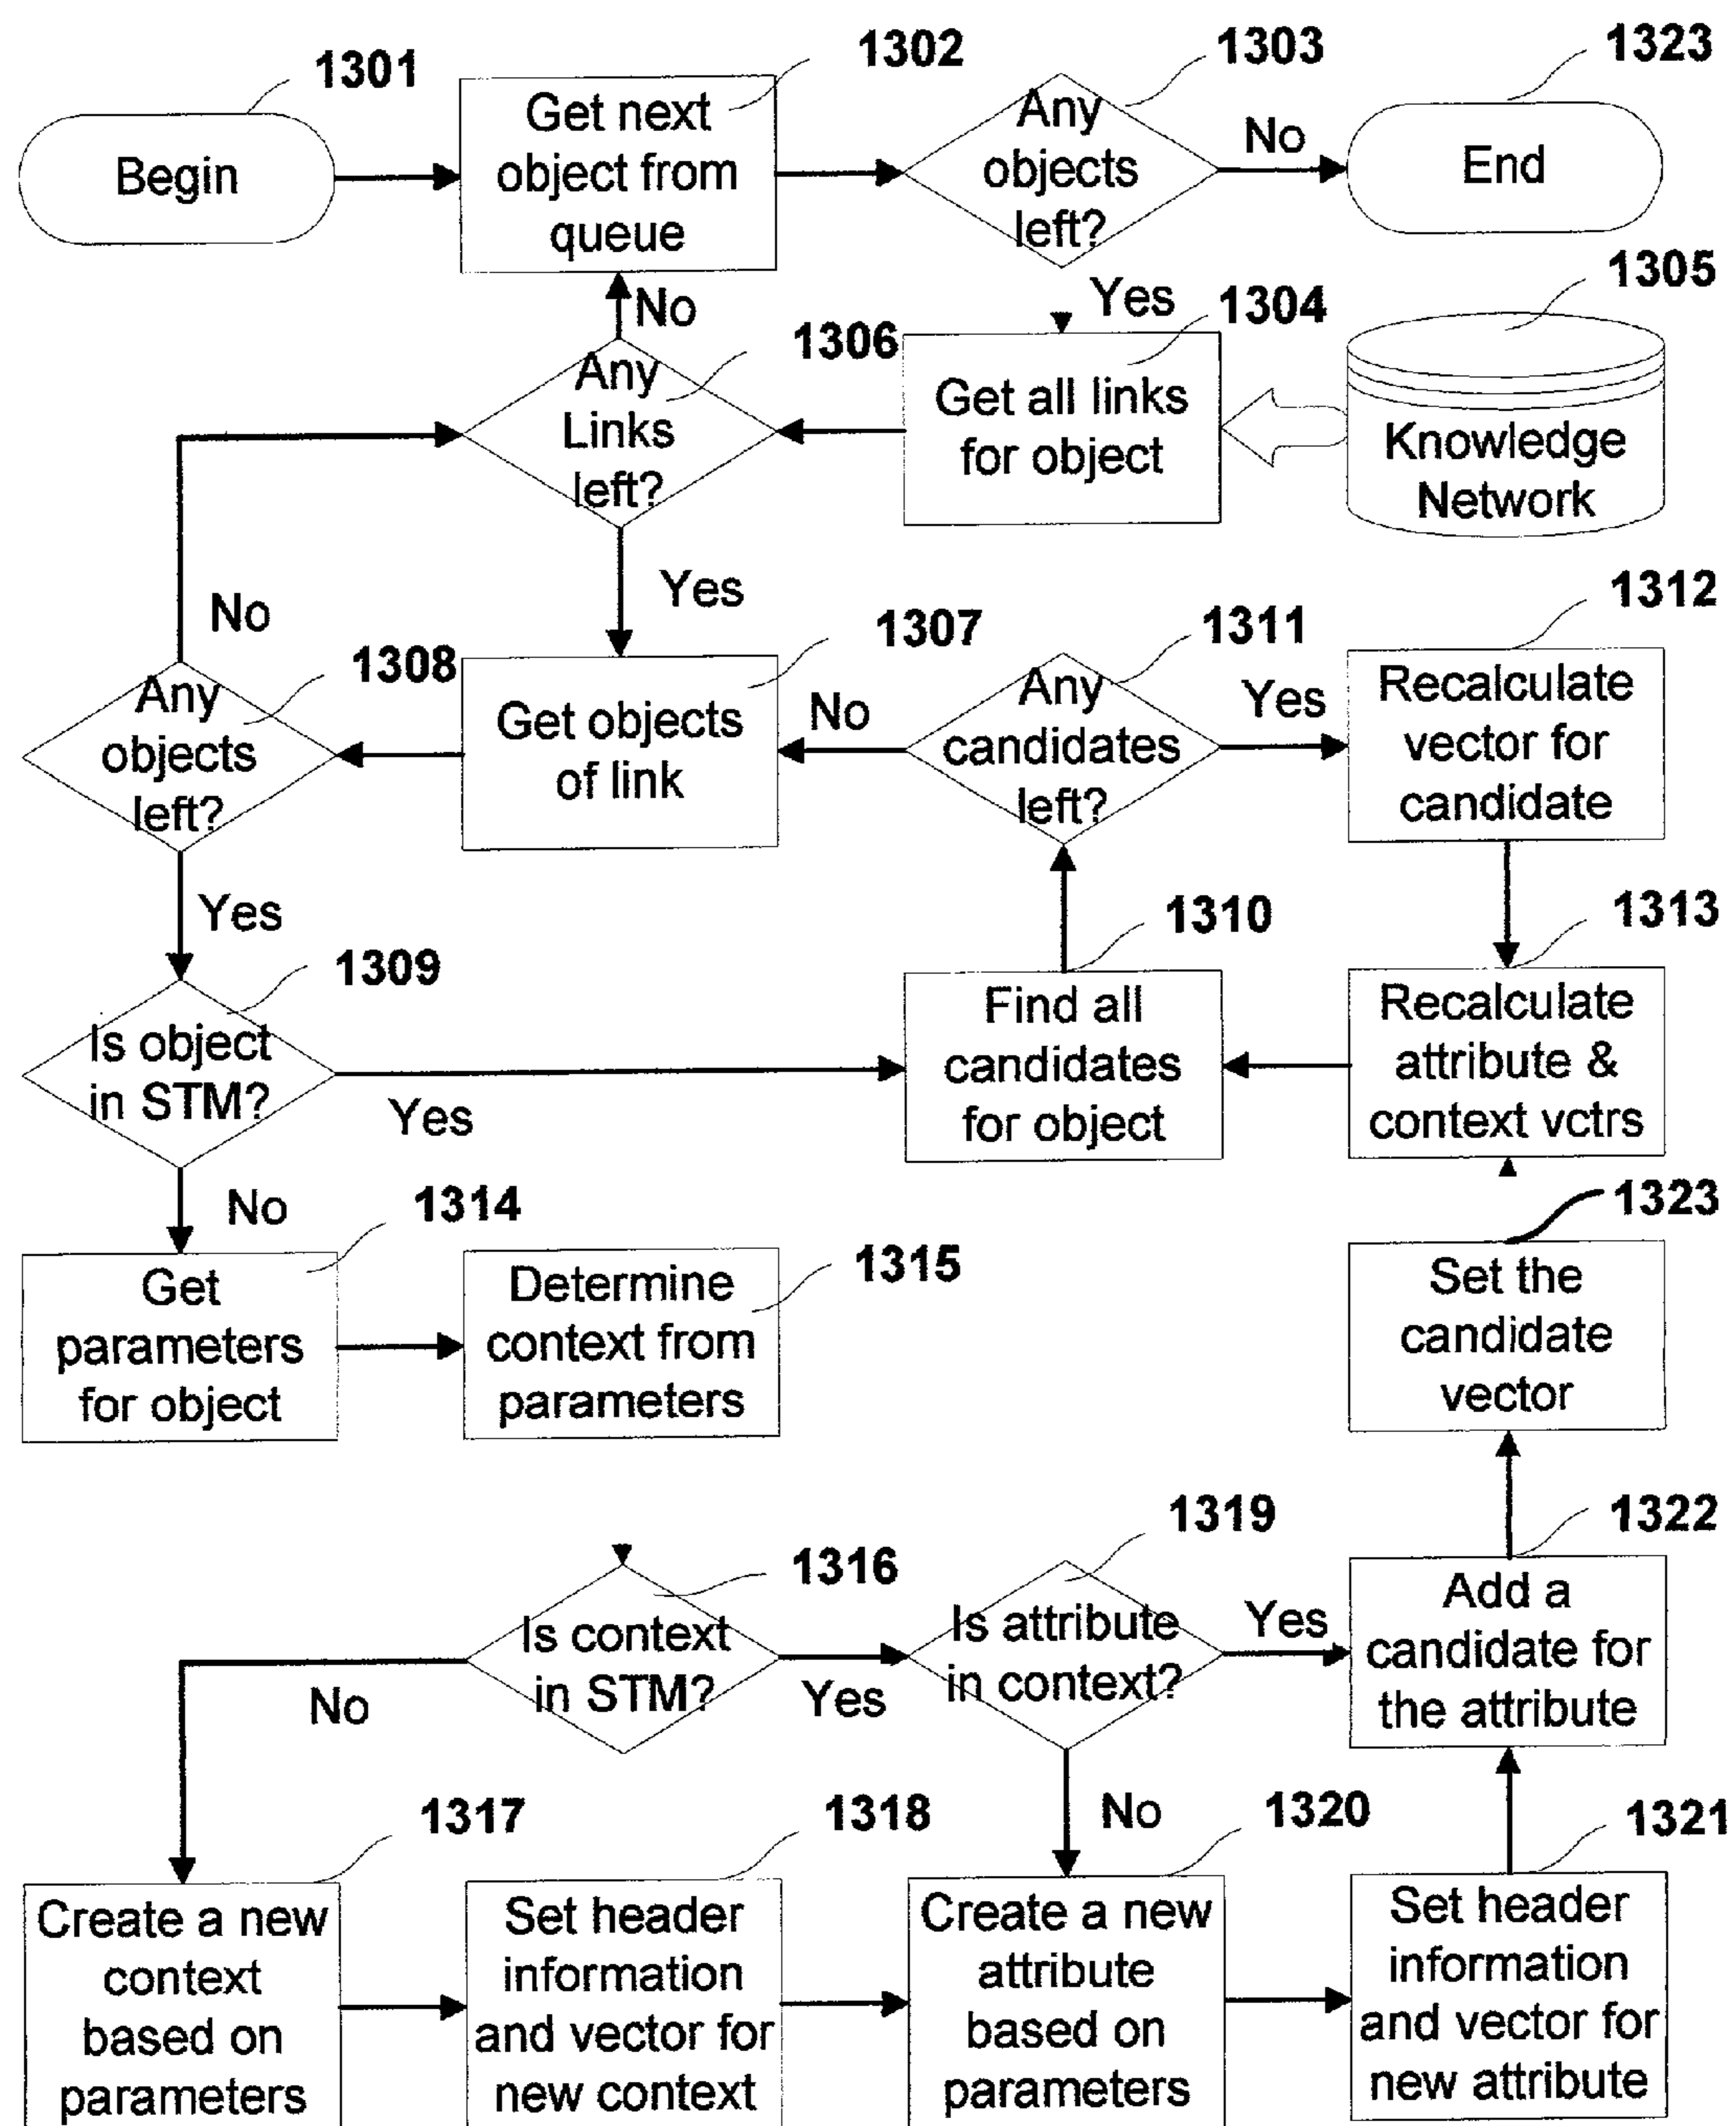 1301
Begin
1302
Get next
object from
queue
1303
Any
objects
left?
No
1323
End
Yes
1304
Get all links
for object
1305
Knowledge
Network
No
1306
Any
Links
left?
Yes
1307
Get objects
of link
No
1308
Any
objects
left?
Yes
1309
Is object
in STM?
Yes
No
1310
Find all
candidates
for object
1311
Any
candidates
left?
No
Yes
1312
Recalculate
vector for
candidate
1313
Recalculate
attribute &
context vctrs
1314
Get
parameters
for object
1315
Determine
context from
parameters
1323
Set the
candidate
vector
1316
Is context
in STM?
No
Yes
1319
Is attribute
in context?
Yes
No
1322
Add a
candidate for
the attribute
1317
Create a new
context
based on
parameters
1318
Set header
information
and vector for
new context
1320
Create a new
attribute
based on
parameters
1321
Set header
information
and vector for
new attribute